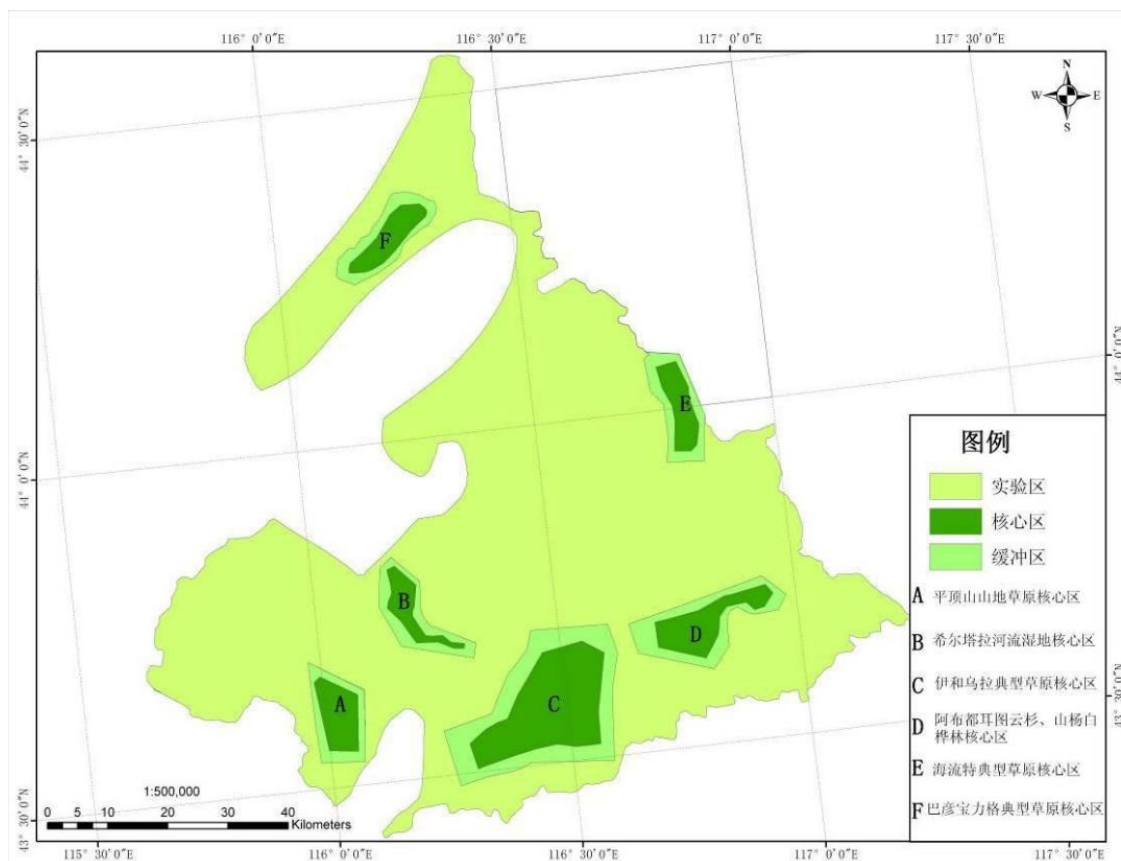 116° 0'0"E
116° 30'0"E
117° 0'0"E
117° 30'0"E
44° 30'0"N
44° 0'0"N
43° 30'0"N
44° 0'0"N
43° 30'0"N
N
W
E
S
F
E
B
D
A
C
图例
实验区
核心区
缓冲区
A 平顶山山地草原核心区
B 希尔塔拉河流湿地核心区
C 伊和乌拉典型草原核心区
D 阿布都耳图云杉、山杨白
桦林核心区
E 海流特典型草原核心区
F 巴彦宝力格典型草原核心区
1:500,000
0 5 10 20 30 40
Kilometers
115° 30'0"E
116° 0'0"E
116° 30'0"E
117° 0'0"E
117° 30'0"E